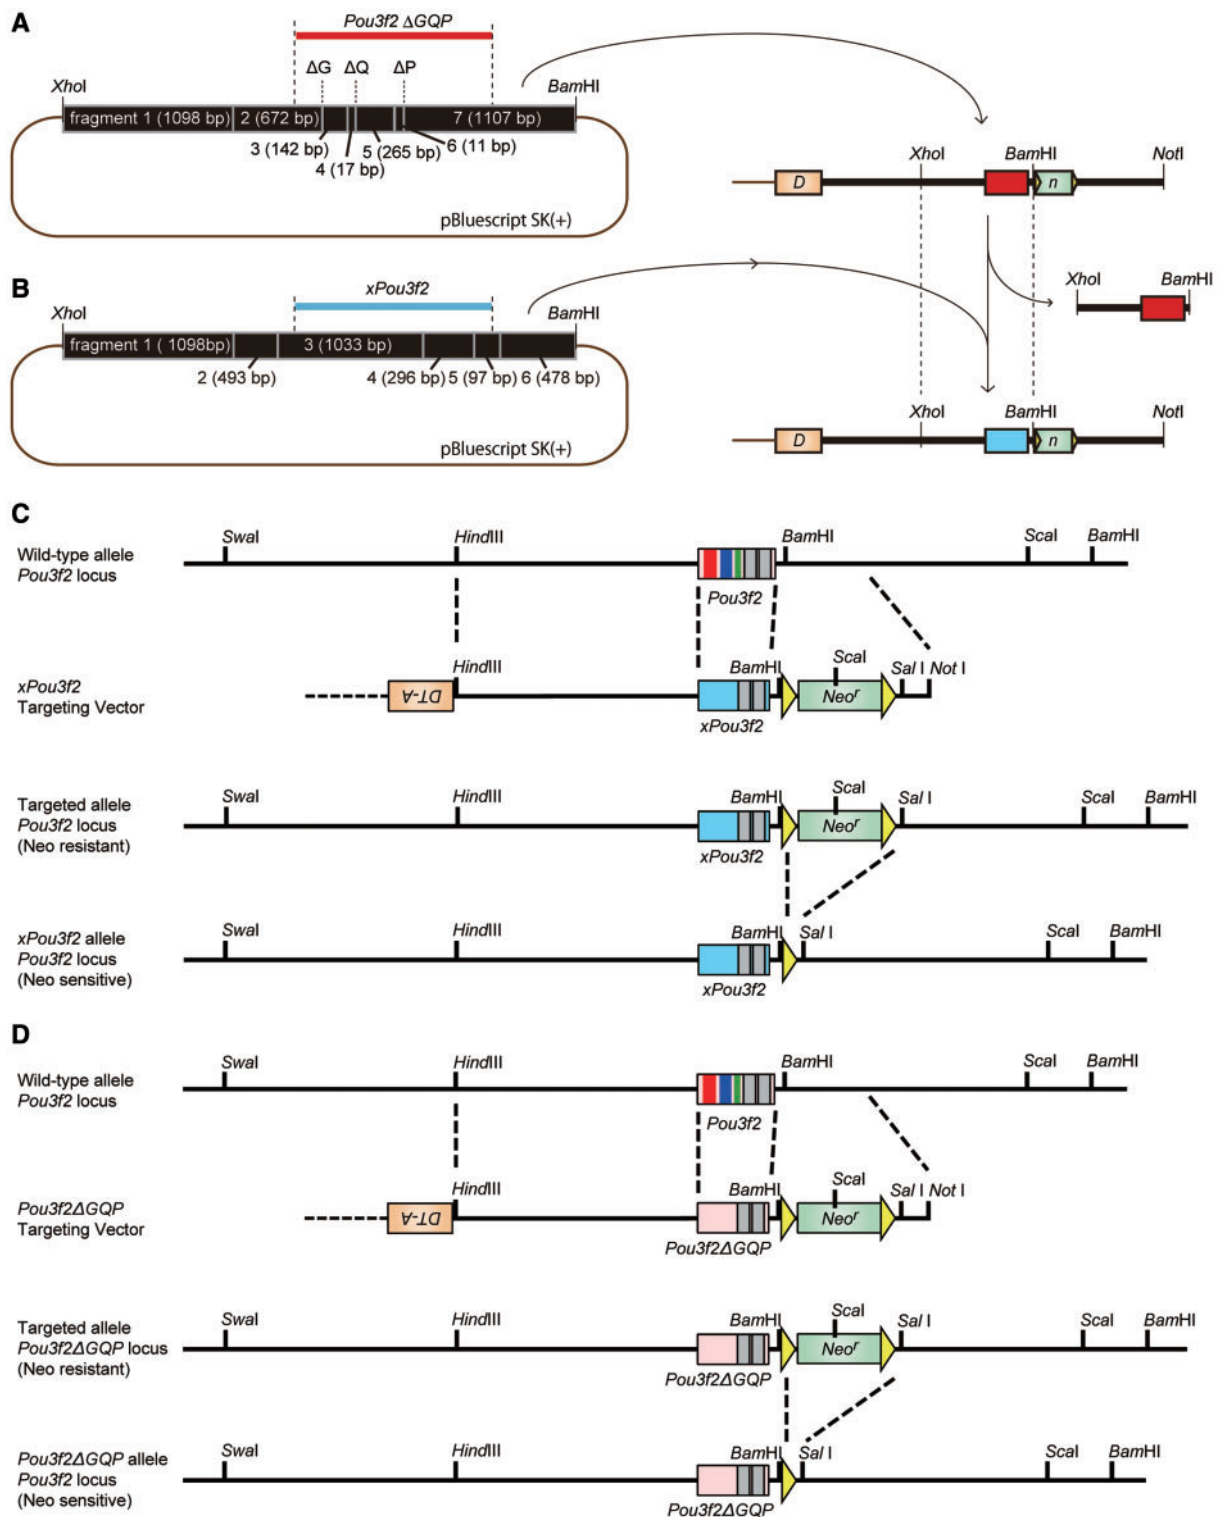 A
Pou3f2 ΔGQP
ΔG ΔQ ΔP
XhoI
BamHI
fragment 1 (1098 bp)
2 (672 bp)
7 (1107 bp)
3 (142 bp)
4 (17 bp)
5 (265 bp)
6 (11 bp)
pBluescript SK(+)
XhoI
BamHI
NotI
D
n
B
xPou3f2
XhoI
BamHI
fragment 1 ( 1098bp)
3 (1033 bp)
2 (493 bp)
4 (296 bp)
5 (97 bp)
6 (478 bp)
pBluescript SK(+)
XhoI
BamHI
XhoI
BamHI
NotI
D
n
C
Wild-type allele
Pou3f2 locus
SwaI
HindIII
BamHI
ScaI
BamHI
Pou3f2
xPou3f2
Targeting Vector
DT-A
HindIII
BamHI
ScaI
Sal I
Not I
Neoʳ
xPou3f2
Targeted allele
Pou3f2 locus
(Neo resistant)
SwaI
HindIII
BamHI
ScaI
Sal I
ScaI
BamHI
Neoʳ
xPou3f2
xPou3f2 allele
Pou3f2 locus
(Neo sensitive)
SwaI
HindIII
BamHI
Sal I
ScaI
BamHI
xPou3f2
D
Wild-type allele
Pou3f2 locus
SwaI
HindIII
BamHI
ScaI
BamHI
Pou3f2
Pou3f2ΔGQP
Targeting Vector
DT-A
HindIII
BamHI
ScaI
Sal I
Not I
Neoʳ
Pou3f2ΔGQP
Targeted allele
Pou3f2ΔGQP locus
(Neo resistant)
SwaI
HindIII
BamHI
ScaI
Sal I
ScaI
BamHI
Neoʳ
Pou3f2ΔGQP
Pou3f2ΔGQP allele
Pou3f2 locus
(Neo sensitive)
SwaI
HindIII
BamHI
Sal I
ScaI
BamHI
Pou3f2ΔGQP